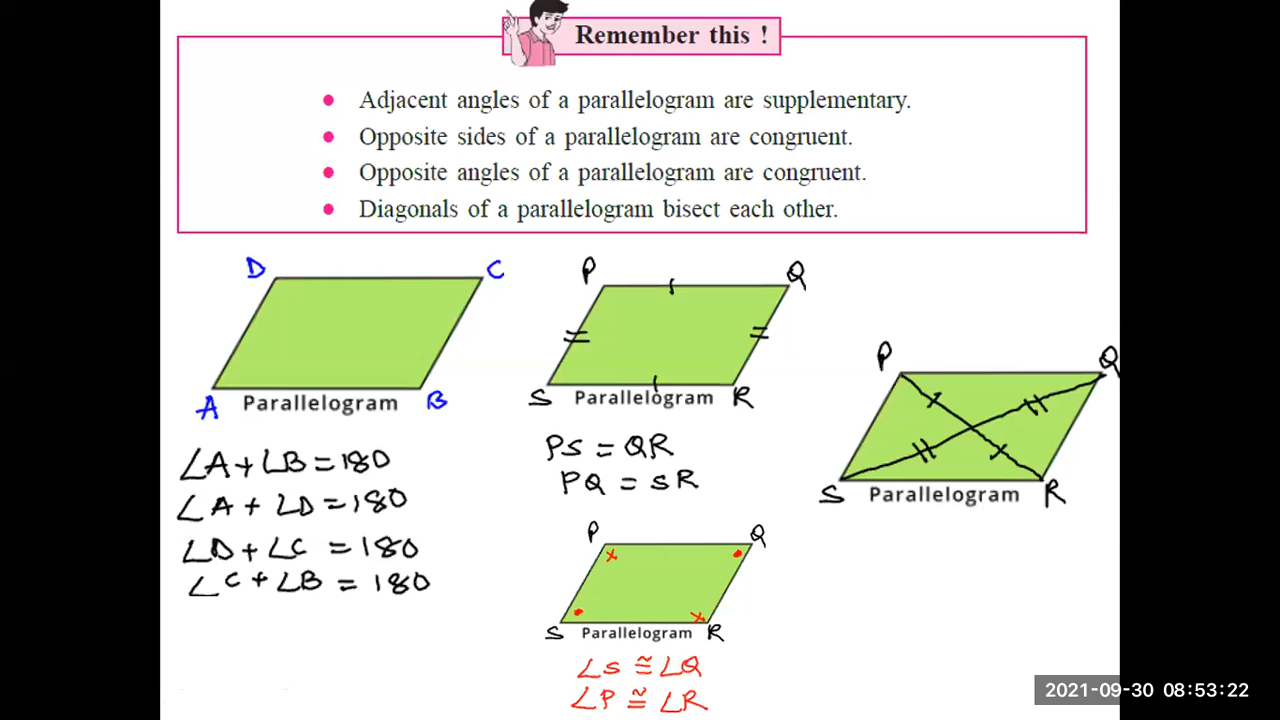 Remember this !
• Adjacent angles of a parallelogram are supplementary.
• Opposite sides of a parallelogram are congruent.
• Opposite angles of a parallelogram are congruent.
• Diagonals of a parallelogram bisect each other.
D C
A Parallelogram B
∠A + ∠B = 180
∠A + ∠D = 180
∠D + ∠C = 180
∠C + ∠B = 180
P Q
S Parallelogram R
PS = QR
PQ = SR
P Q
S Parallelogram R
∠S ≅ ∠Q
∠P ≅ ∠R
P Q
S Parallelogram R
2021-09-30 08:53:22